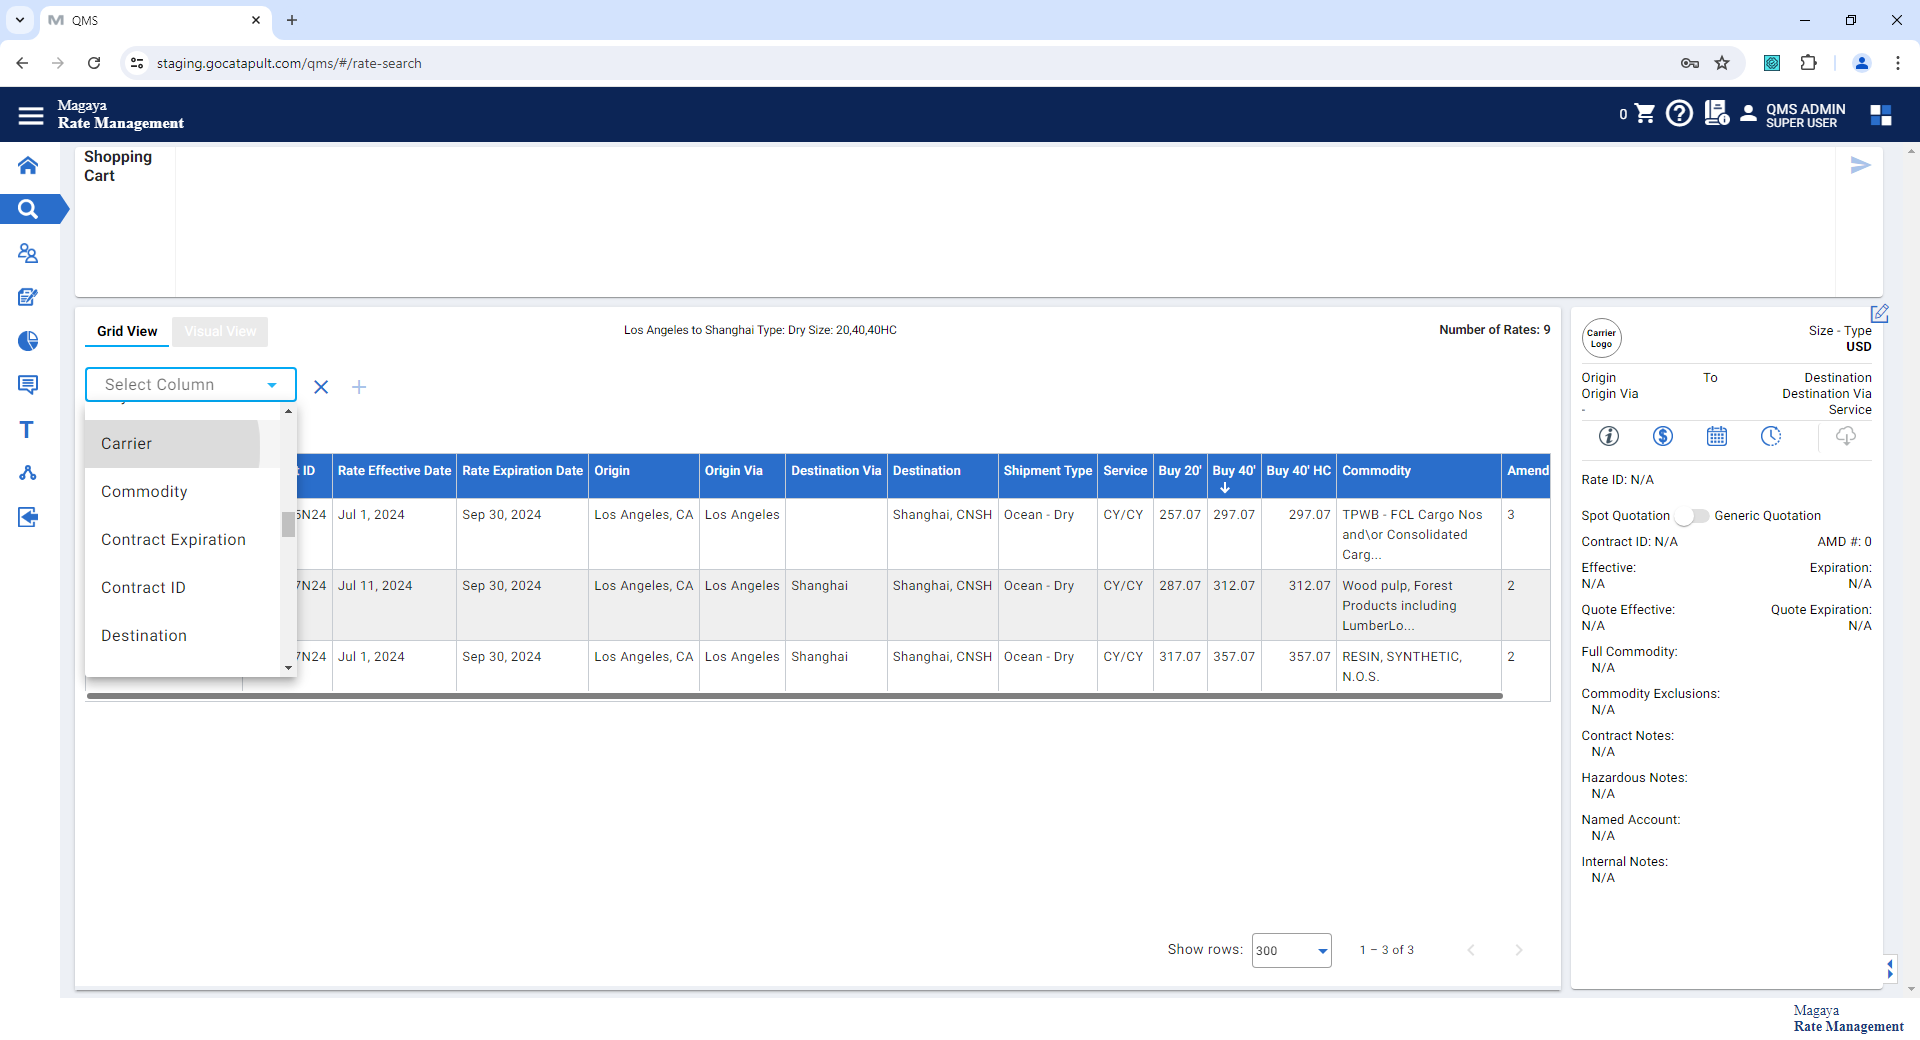 QMS
staging.gocatapult.com/qms/#/rate-search
Magaya
Rate Management
0
QMS ADMIN
SUPER USER
Shopping
Cart
Grid View
Visual View
Los Angeles to Shanghai Type: Dry Size: 20,40,40HC
Number of Rates: 9
Select Column
Carrier
Commodity
Contract Expiration
Contract ID
Destination
ID Rate Effective Date Rate Expiration Date Origin Origin Via Destination Via Destination Shipment Type Service Buy 20' Buy 40' Buy 40' HC Commodity Amend
5N24 Jul 1, 2024 Sep 30, 2024 Los Angeles, CA Los Angeles Shanghai, CNSH Ocean - Dry CY/CY 257.07 297.07 297.07 TPWB - FCL Cargo Nos 3
and\or Consolidated
Carg...
7N24 Jul 11, 2024 Sep 30, 2024 Los Angeles, CA Los Angeles Shanghai Shanghai, CNSH Ocean - Dry CY/CY 287.07 312.07 312.07 Wood pulp, Forest 2
Products including
LumberLo...
7N24 Jul 1, 2024 Sep 30, 2024 Los Angeles, CA Los Angeles Shanghai Shanghai, CNSH Ocean - Dry CY/CY 317.07 357.07 357.07 RESIN, SYNTHETIC, 2
N.O.S.
Show rows: 300 1 – 3 of 3
Carrier
Logo
Size - Type
USD
Origin To Destination
Origin Via Destination Via
- Service
Rate ID: N/A
Spot Quotation Generic Quotation
Contract ID: N/A AMD #: 0
Effective: Expiration:
N/A N/A
Quote Effective: Quote Expiration:
N/A N/A
Full Commodity:
N/A
Commodity Exclusions:
N/A
Contract Notes:
N/A
Hazardous Notes:
N/A
Named Account:
N/A
Internal Notes:
N/A
Magaya
Rate Management